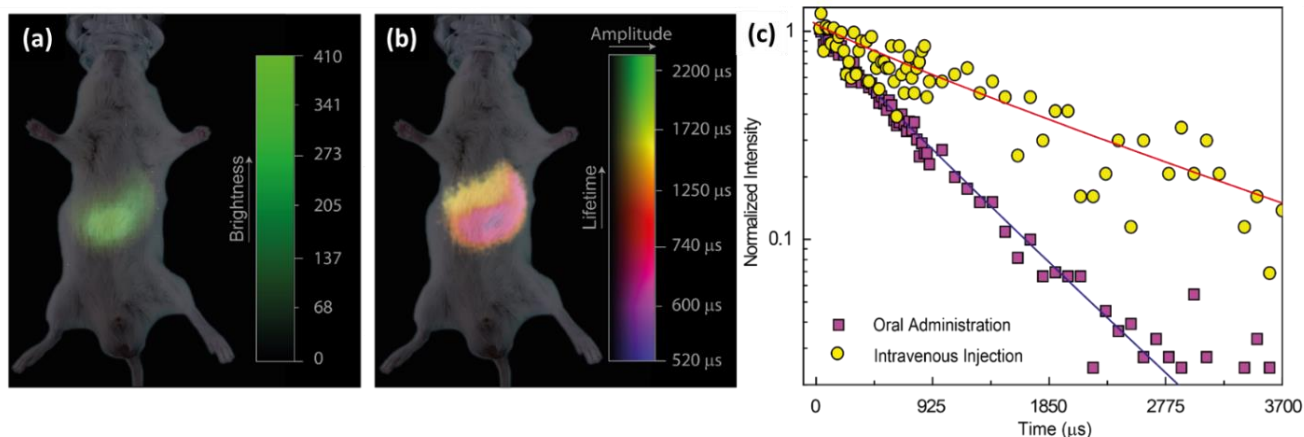 (a)
Brightness
410
341
273
205
137
68
0
(b)
Amplitude
Lifetime
2200 µs
1720 µs
1250 µs
740 µs
600 µs
520 µs
(c)
Normalized Intensity
1
0.1
Oral Administration
Intravenous Injection
0
925
1850
2775
3700
Time (µs)